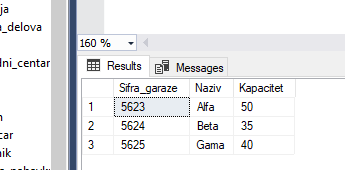 ja
_delova
dni_centar
car
nik
160 %
Results Messages
Sifra_garaze Naziv Kapacitet
1 5623 Alfa 50
2 5624 Beta 35
3 5625 Gama 40